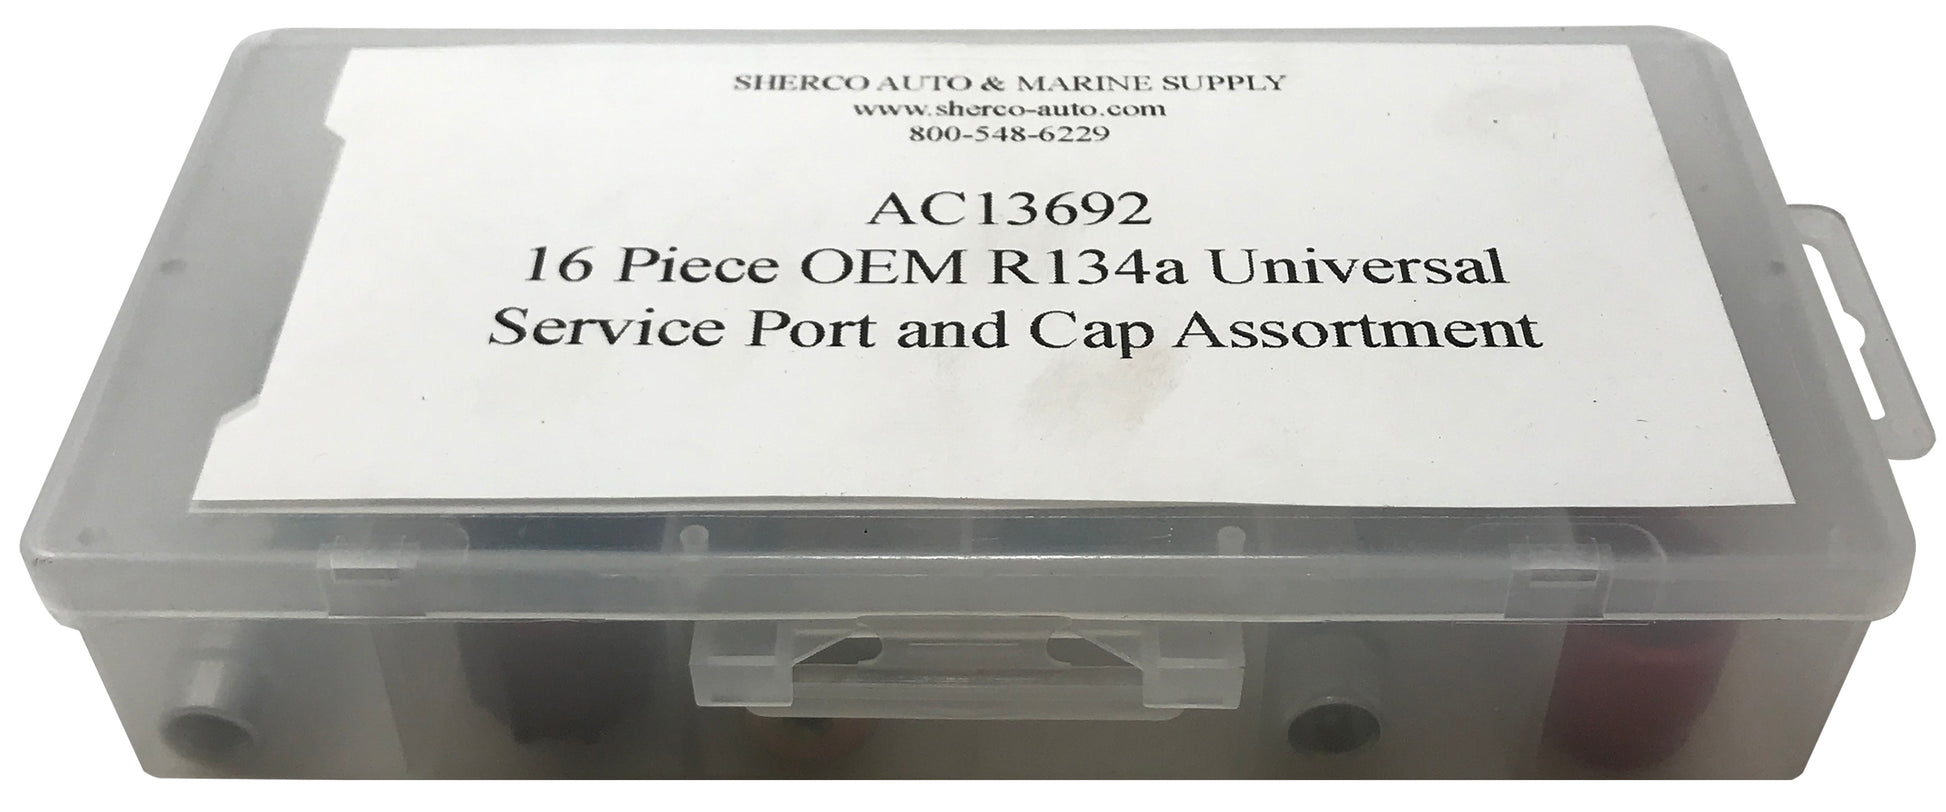 SHERCO AUTO & MARINE SUPPLY
www.sherco-auto.com
800-548-6229
AC13692
16 Piece OEM R134a Universal
Service Port and Cap Assortment